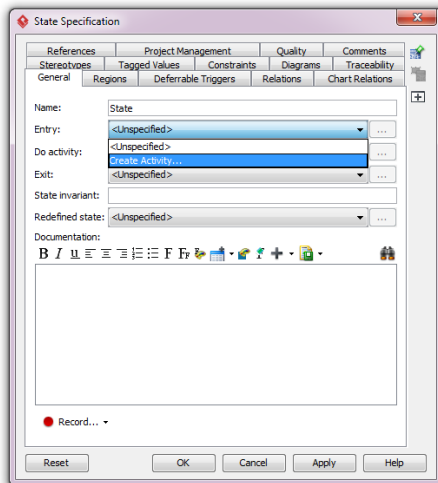 State Specification
References Project Management Quality Comments
Stereotypes Tagged Values Constraints Diagrams Traceability
General Regions Deferrable Triggers Relations Chart Relations
Name: State
Entry: <Unspecified> ...
<Unspecified>
Do activity: ...
Create Activity...
Exit: <Unspecified> ...
State invariant:
Redefined state: <Unspecified> ...
Documentation:
B I u F FF
Record...
Reset OK Cancel Apply Help